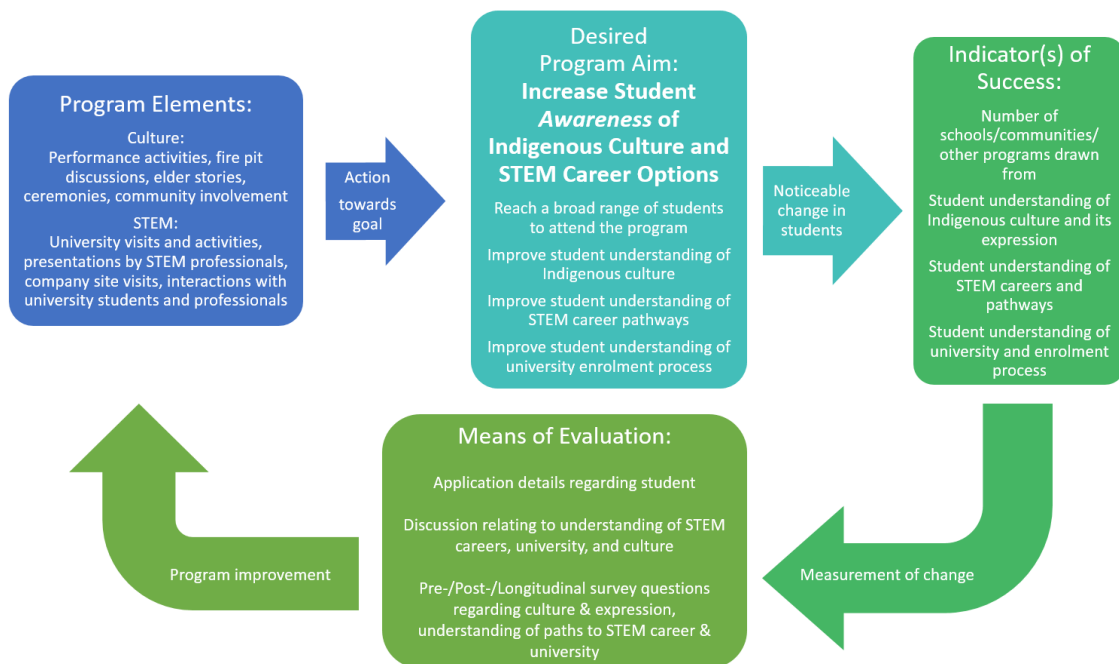 Program Elements:
Culture:
Performance activities, fire pit
discussions, elder stories,
ceremonies, community involvement
STEM:
University visits and activities,
presentations by STEM professionals,
company site visits, interactions with
university students and professionals
Action
towards
goal
Desired
Program Aim:
Increase Student
Awareness of
Indigenous Culture and
STEM Career Options
Reach a broad range of students
to attend the program
Improve student understanding of
Indigenous culture
Improve student understanding of
STEM career pathways
Improve student understanding of
university enrolment process
Noticeable
change in
students
Indicator(s) of
Success:
Number of
schools/communities/
other programs drawn
from
Student understanding
of Indigenous culture
and its expression
Student understanding of
STEM careers and
pathways
Student understanding of
university and enrolment
process
Measurement of change
Means of Evaluation:
Application details regarding student
Discussion relating to understanding of STEM
careers, university, and culture
Pre-/Post-/Longitudinal survey questions
regarding culture & expression,
understanding of paths to STEM career &
university
Program improvement